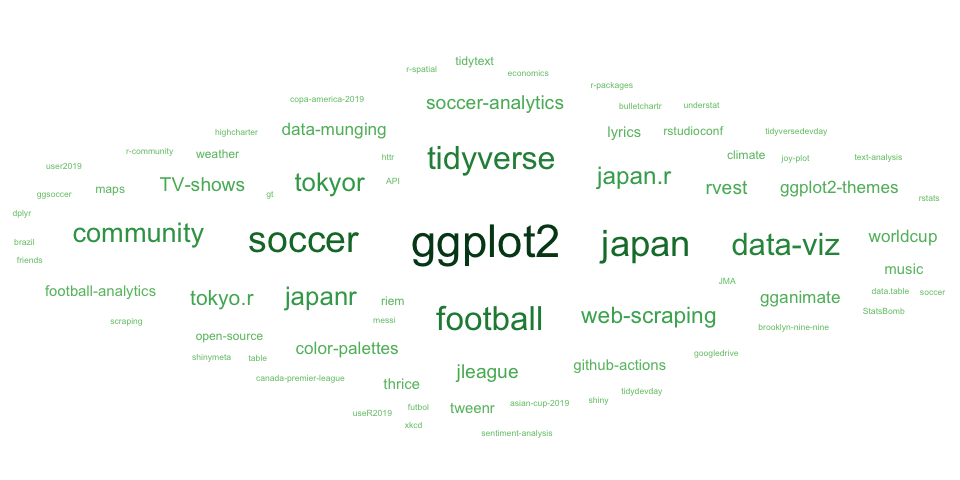 tidytext
r-spatial
economics
r-packages
copa-america-2019
soccer-analytics
bulletchartr
understat
highcharter
data-munging
lyrics
rstudioconf
tidyversedevday
r-community
weather
httr
tidyverse
climate
joy-plot
text-analysis
user2019
ggsoccer
maps
TV-shows
gt
tokyor
API
japan.r
rvest
ggplot2-themes
rstats
dplyr
brazil
friends
community
soccer
ggplot2
japan
data-viz
worldcup
music
football-analytics
tokyo.r
japanr
riem
JMA
gganimate
data.table
soccer
StatsBomb
scraping
messi
football
web-scraping
brooklyn-nine-nine
open-source
shinymeta
table
color-palettes
googledrive
canada-premier-league
thrice
jleague
github-actions
tidydevday
useR2019
futbol
tweenr
asian-cup-2019
shiny
xkcd
sentiment-analysis